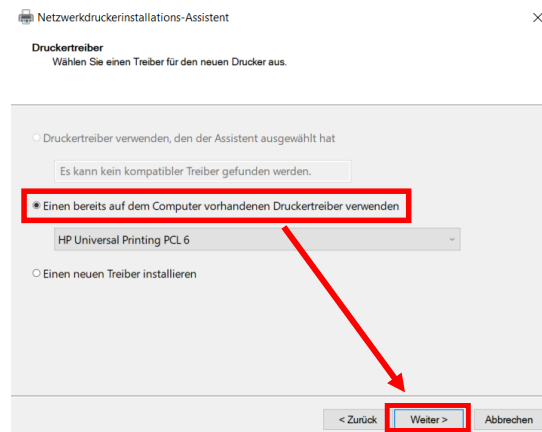 Netzwerkdruckerinstallations-Assistent
Druckertreiber
Wählen Sie einen Treiber für den neuen Drucker aus.
Druckertreiber verwenden, den der Assistent ausgewählt hat
Es kann kein kompatibler Treiber gefunden werden.
Einen bereits auf dem Computer vorhandenen Druckertreiber verwenden
HP Universal Printing PCL 6
Einen neuen Treiber installieren
< Zurück Weiter > Abbrechen